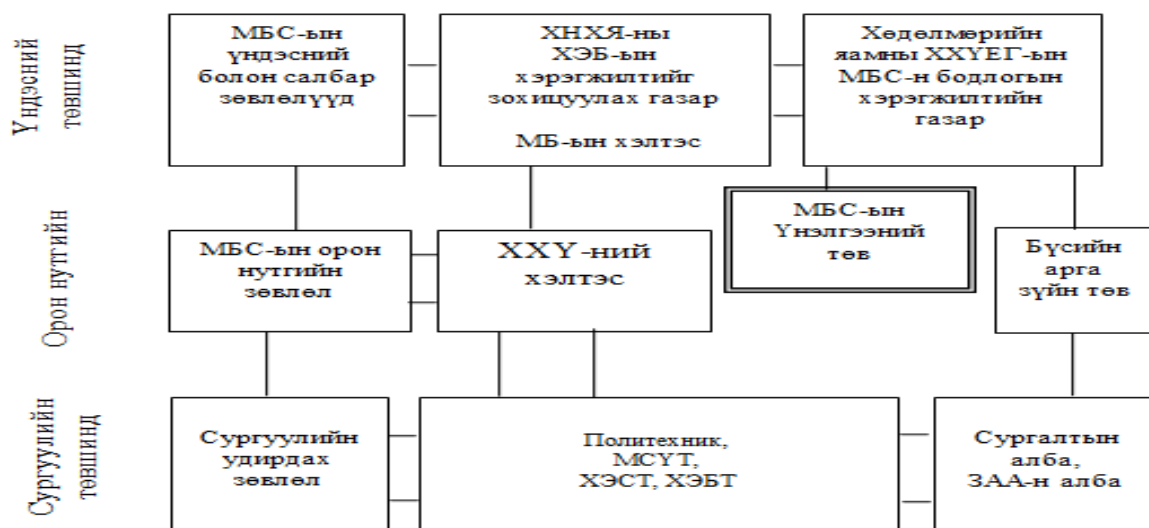 Үндэсний
төвшинд
МБС-ын
үндэсний
болон салбар
зөвлөлүүд
ХНХЯ-ны
ХЭБ-ын
хэрэгжилтийг
зохицуулах газар
МБ-ын хэлтэс
Хөдөлмөрийн
яамны ХХҮЕГ-ын
МБС-н бодлогын
хэрэгжилтийн
газар
Орон нутгийн
МБС-ын орон
нутгийн
зөвлөл
ХХҮ-ний
хэлтэс
МБС-ын
Үнэлгээний
төв
Бүсийн
арга
зүйн төв
Сургуулийн
төвшинд
Сургуулийн
удирдах
зөвлөл
Политехник,
МСҮТ,
ХЭСТ, ХЭБТ
Сургалтын
алба,
ЗАА-н алба